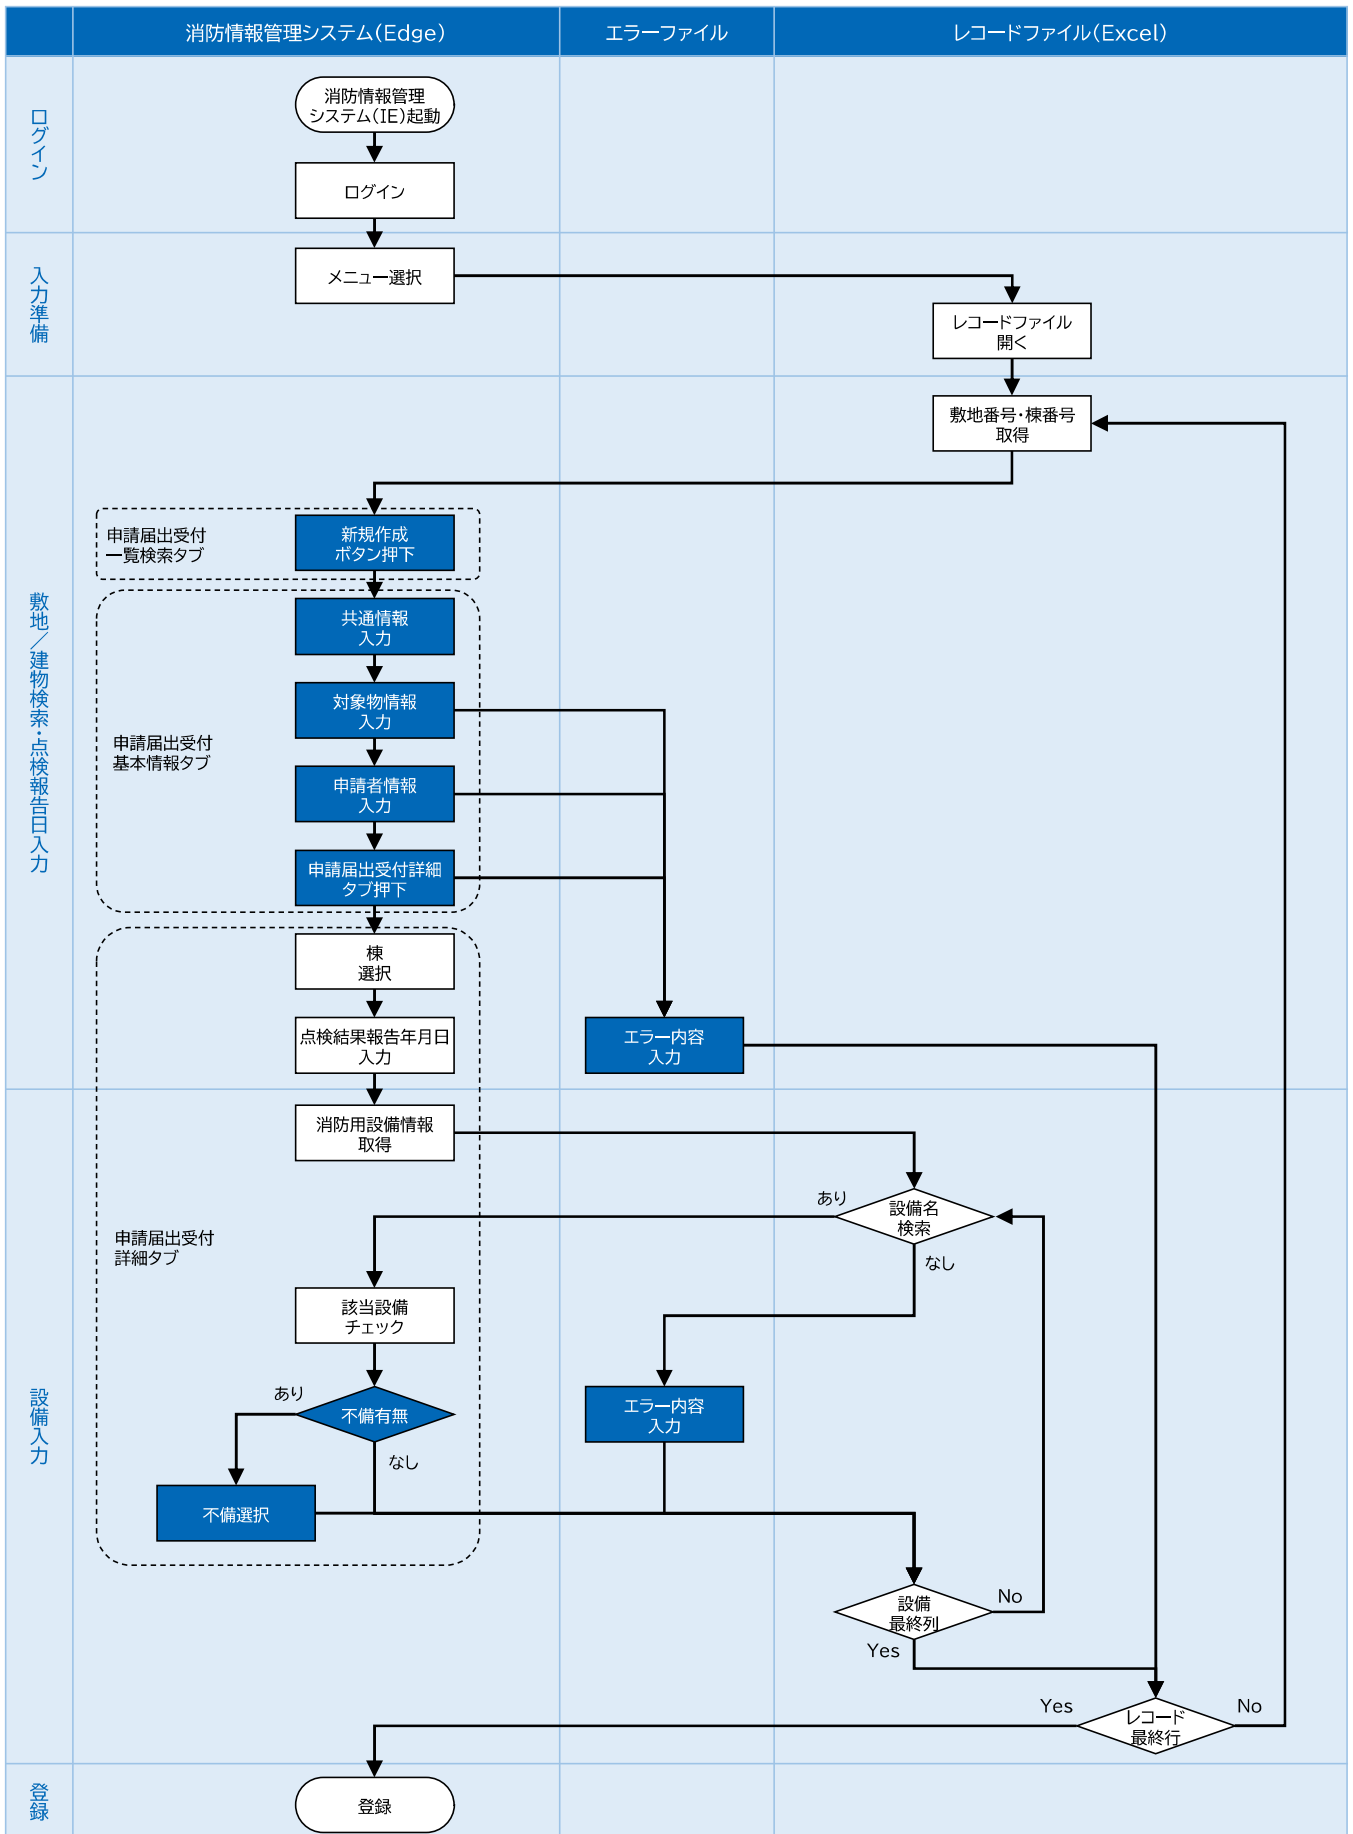 消防情報管理システム(Edge)
エラーファイル
レコードファイル(Excel)
ログイン
消防情報管理
システム(IE)起動
ログイン
入力準備
メニュー選択
レコードファイル
開く
敷地／建物検索・点検報告日入力
敷地番号・棟番号
取得
申請届出受付
一覧検索タブ
新規作成
ボタン押下
共通情報
入力
対象物情報
入力
申請届出受付
基本情報タブ
申請者情報
入力
申請届出受付詳細
タブ押下
棟
選択
点検結果報告年月日
入力
エラー内容
入力
設備入力
消防用設備情報
取得
あり
設備名
検索
なし
申請届出受付
詳細タブ
該当設備
チェック
あり
不備有無
なし
エラー内容
入力
不備選択
設備
最終列
No
Yes
Yes
レコード
最終行
No
登録
登録